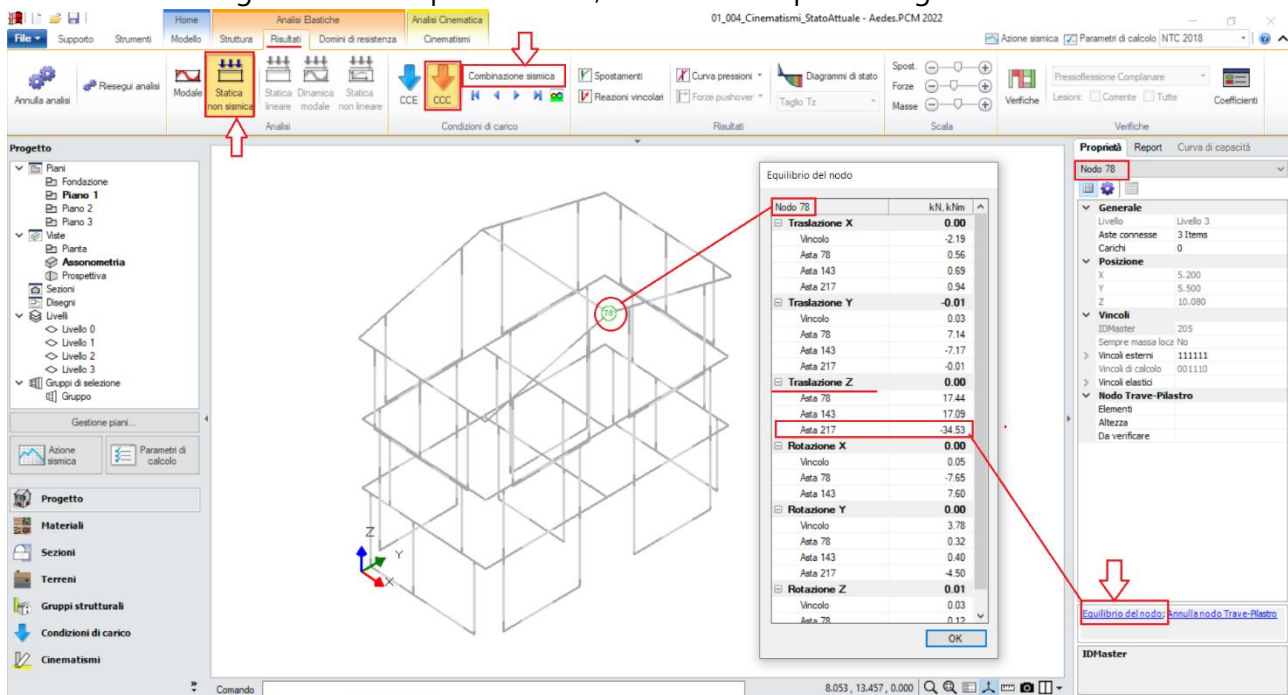 01_004_Cinematismi_StatoAttuale - Aedes.PCM 2022
Home Analisi Elastiche Analisi Cinematica
File Supporto Strumenti Modello Struttura Risultati Domini di resistenza Cinematismi
Azione sismica Parametri di calcolo NTC 2018
Annulla analisi
Resegui analisi
Modale
Statica non sismica
Statica lineare
Dinamica modale
Statica non lineare
Analisi
CCE
CCC
Combinazione sismica
Condizioni di carico
Spostamenti
Reazioni vincolari
Curva pressioni
Forze pushover
Diagrammi di stato
Taglio Tz
Risultati
Spost.
Forze
Masse
Scala
Verifiche
Pressoflessione Complanare
Lesioni: Corrente Tutte
Coefficienti
Verifiche
Progetto
Piani
Fondazione
Piano 1
Piano 2
Piano 3
Viste
Pianta
Assonometria
Prospettiva
Sezioni
Disegni
Livelli
Livello 0
Livello 1
Livello 2
Livello 3
Gruppi di selezione
Gruppo
Gestione piani...
Azione sismica
Parametri di calcolo
Progetto
Materiali
Sezioni
Terreni
Gruppi strutturali
Condizioni di carico
Cinematismi
78
Z
Y
X
Equilibrio del nodo
Nodo 78 kN, kNm
Traslazione X 0.00
Vincolo -2.19
Asta 78 0.56
Asta 143 0.69
Asta 217 0.94
Traslazione Y -0.01
Vincolo 0.03
Asta 78 7.14
Asta 143 -7.17
Asta 217 -0.01
Traslazione Z 0.00
Asta 78 17.44
Asta 143 17.09
Asta 217 -34.53
Rotazione X 0.00
Vincolo 0.05
Asta 78 -7.65
Asta 143 7.60
Rotazione Y 0.00
Vincolo 3.78
Asta 78 0.32
Asta 143 0.40
Asta 217 -4.50
Rotazione Z 0.01
Vincolo 0.03
Asta 78 0.12
OK
Proprietà Report Curva di capacità
Nodo 78
Generale
Livello Livello 3
Aste connesse 3 Items
Carichi 0
Posizione
X 5.200
Y 5.500
Z 10.080
Vincoli
IDMaster 205
Sempre massa loca No
Vincoli esterni 111111
Vincoli di calcolo 001110
Vincoli elastici
Nodo Trave-Pilastro
Elementi
Altezza
Da verificare
Equilibrio del nodo; Annulla nodo Trave-Pilastro
IDMaster
Comando
8.053 , 13.457 , 0.000